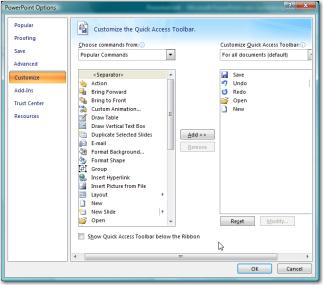 PowerPoint Options
Popular
Proofing
Save
Advanced
Customize
Add-Ins
Trust Center
Resources
Customize the Quick Access Toolbar.
Choose commands from:
Popular Commands
<Separator>
Action
Bring Forward
Bring to Front
Custom Animation...
Draw Table
Draw Vertical Text Box
Duplicate Selected Slides
E-mail
Format Background...
Format Shape
Group
Insert Hyperlink
Insert Picture from File
Layout
New
New Slide
Open
Add >>
Remove
Customize Quick Access Toolbar:
For all documents (default)
Save
Undo
Redo
Open
New
Reset
Modify...
Show Quick Access Toolbar below the Ribbon
OK
Cancel